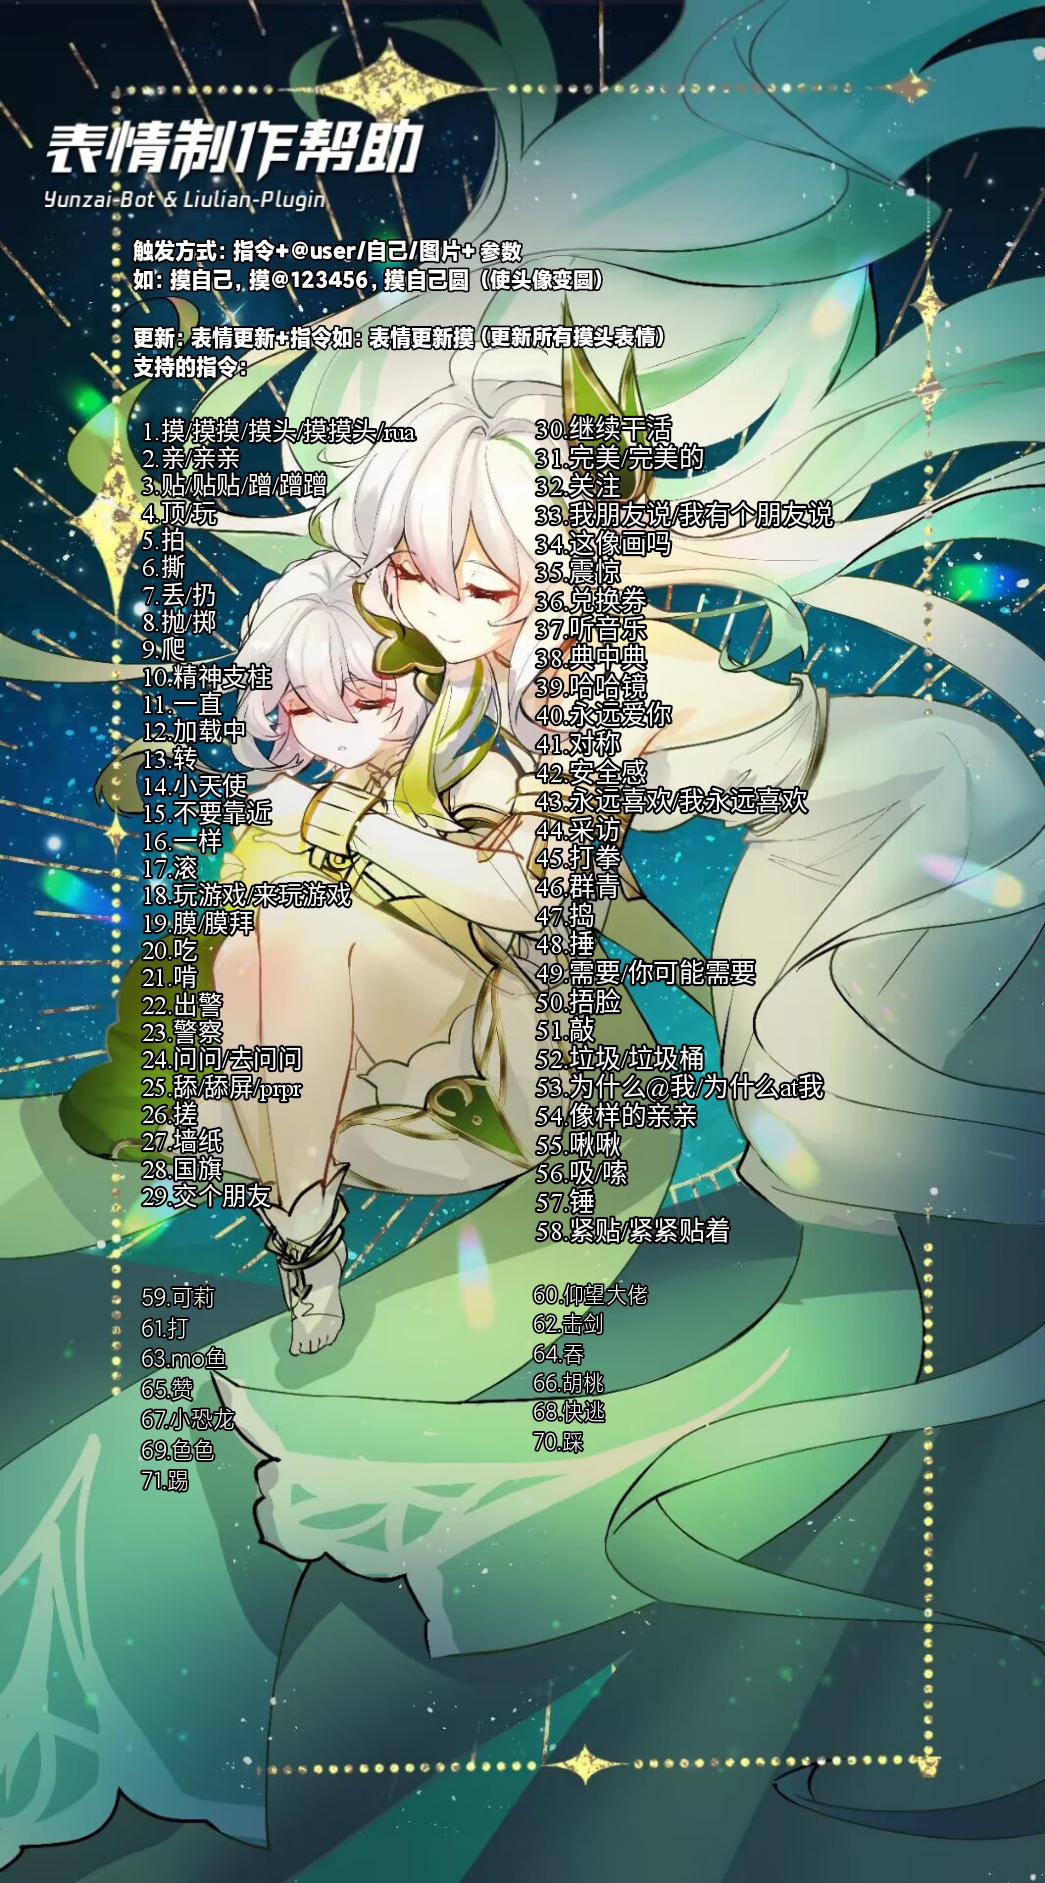 表情制作帮助
Yunzai-Bot & Liulian-Plugin
触发方式：指令+@user/自己/图片+ 参数
如：摸自己，摸@123456，摸自己圆（使头像变圆）
更新：表情更新+指令如：表情更新摸（更新所有摸头表情）
支持的指令：
1.摸/摸摸/摸头/摸摸头/rua
2.亲/亲亲
3.贴/贴贴/蹭/蹭蹭
4.顶/玩
5.拍
6.撕
7.丢/扔
8.抛/掷
9.爬
10.精神支柱
11.一直
12.加载中
13.转
14.小天使
15.不要靠近
16.一样
17.滚
18.玩游戏/来玩游戏
19.膜/膜拜
20.吃
21.啃
22.出警
23.警察
24.问问/去问问
25.舔/舔屏/prpr
26.搓
27.墙纸
28.国旗
29.交个朋友
30.继续干活
31.完美/完美的
32.关注
33.我朋友说/我有个朋友说
34.这像画吗
35.震惊
36.兑换券
37.听音乐
38.典中典
39.哈哈镜
40.永远爱你
41.对称
42.安全感
43.永远喜欢/我永远喜欢
44.采访
45.打拳
46.群青
47.捣
48.捶
49.需要/你可能需要
50.捂脸
51.敲
52.垃圾/垃圾桶
53.为什么@我/为什么at我
54.像样的亲亲
55.啾啾
56.吸/嗦
57.锤
58.紧贴/紧紧贴着
59.可莉
60.仰望大佬
61.打
62.击剑
63.mo鱼
64.吞
65.赞
66.胡桃
67.小恐龙
68.快逃
69.色色
70.踩
71.踢